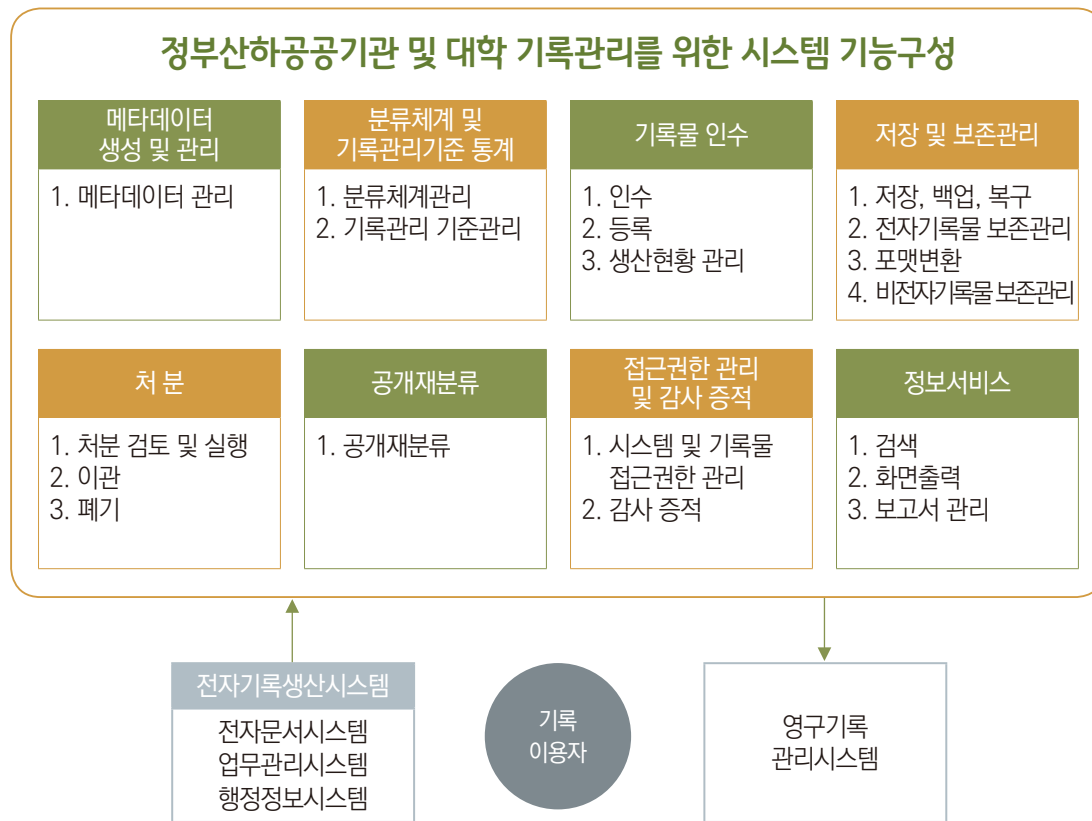 정부산하공공기관 및 대학 기록관리를 위한 시스템 기능구성
메타데이터
생성 및 관리
1. 메타데이터 관리
분류체계 및
기록관리기준 통계
1. 분류체계관리
2. 기록관리 기준관리
기록물 인수
1. 인수
2. 등록
3. 생산현황 관리
저장 및 보존관리
1. 저장, 백업, 복구
2. 전자기록물 보존관리
3. 포맷변환
4. 비전자기록물 보존관리
처 분
1. 처분 검토 및 실행
2. 이관
3. 폐기
공개재분류
1. 공개재분류
접근권한 관리
및 감사 증적
1. 시스템 및 기록물
접근권한 관리
2. 감사 증적
정보서비스
1. 검색
2. 화면출력
3. 보고서 관리
전자기록생산시스템
전자문서시스템
업무관리시스템
행정정보시스템
기록
이용자
영구기록
관리시스템